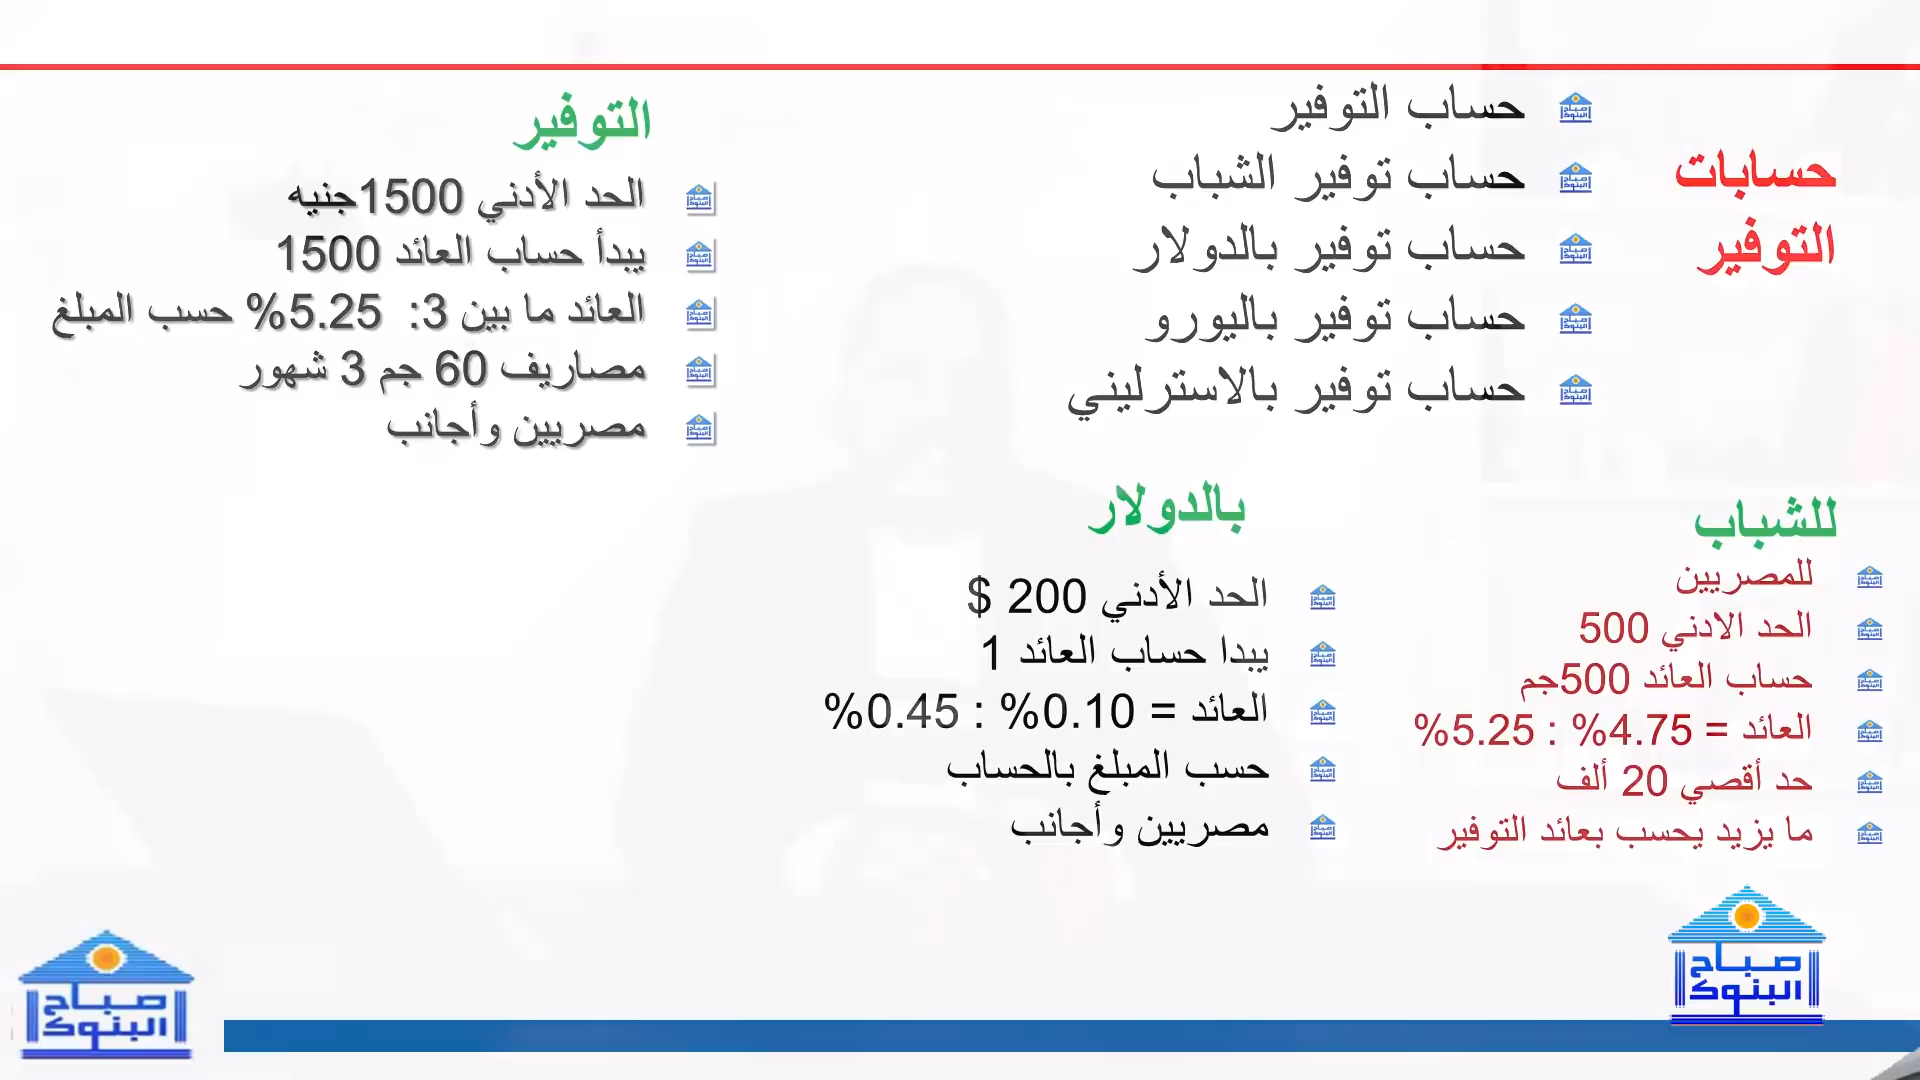 حسابات
التوفير
حساب التوفير
حساب توفير الشباب
حساب توفير بالدولار
حساب توفير باليورو
حساب توفير بالاسترليني
التوفير
الحد الأدني 1500جنيه
يبدأ حساب العائد 1500
العائد ما بين 3: 5.25% حسب المبلغ
مصاريف 60 جم 3 شهور
مصريين وأجانب
للشباب
للمصريين
الحد الادني 500
حساب العائد 500جم
العائد = 4.75% : 5.25%
حد أقصي 20 ألف
ما يزيد يحسب بعائد التوفير
بالدولار
الحد الأدني 200 $
يبدا حساب العائد 1
العائد = 0.10% : 0.45%
حسب المبلغ بالحساب
مصريين وأجانب
صباح
البنوك
صباح
البنوك